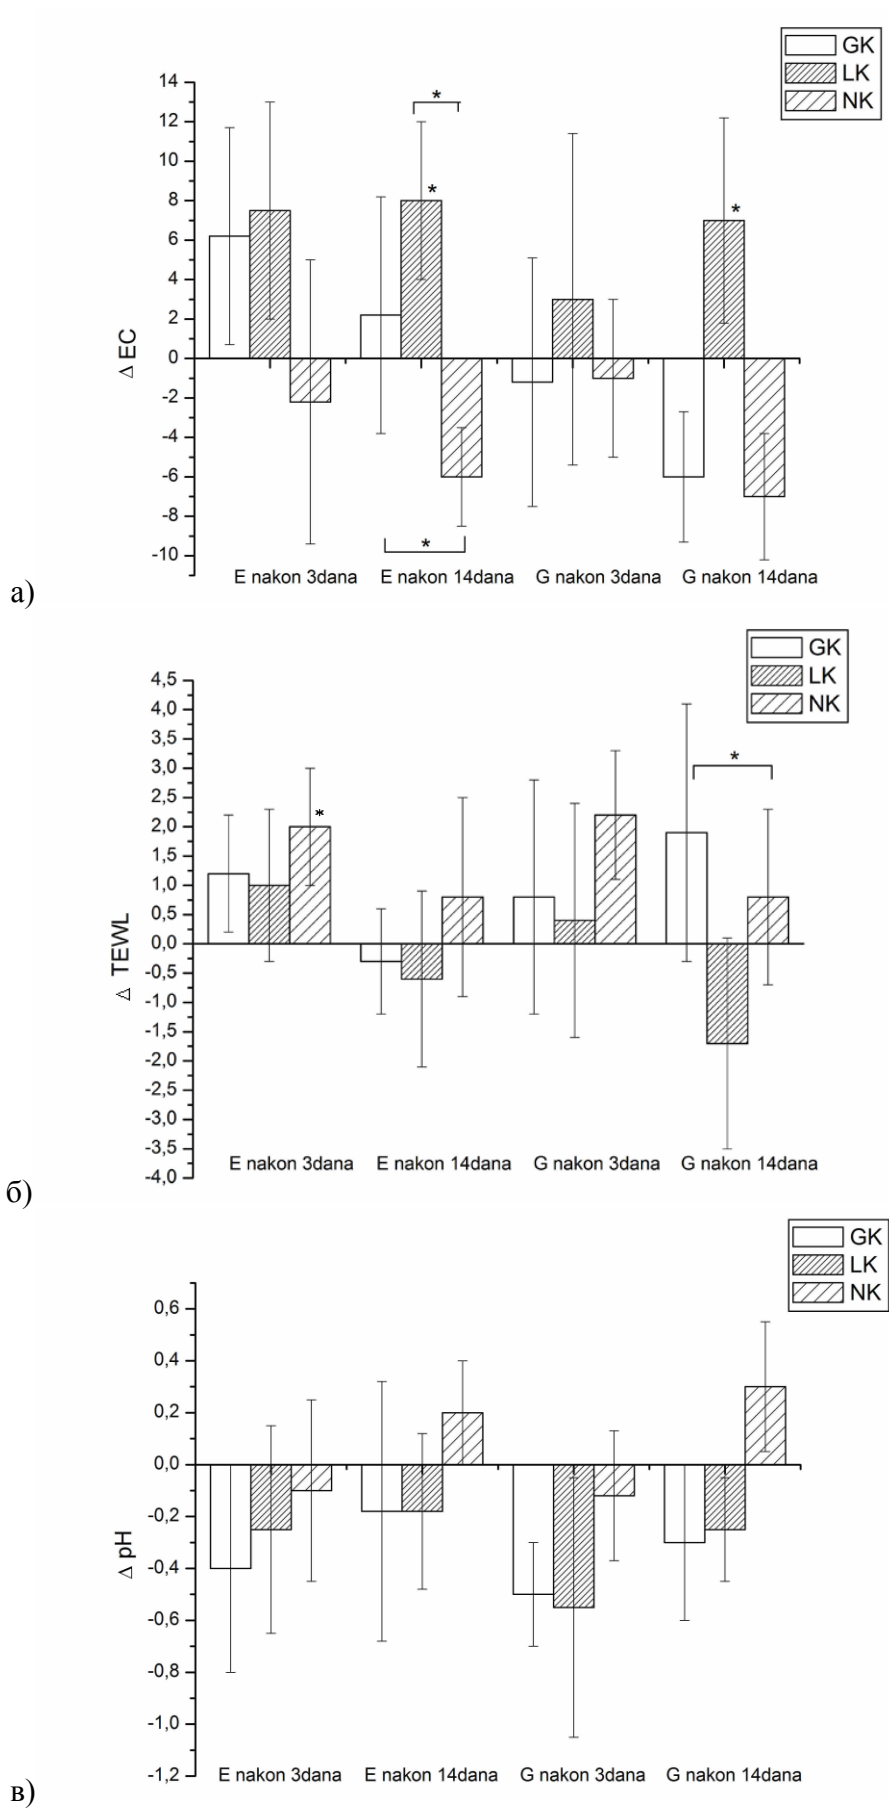 GK
LK
NK
14
12
10
8
6
4
2
0
-2
-4
-6
-8
-10
Δ EC
*
*
*
*
E nakon 3dana E nakon 14dana G nakon 3dana G nakon 14dana
а)
GK
LK
NK
4,5
4,0
3,5
3,0
2,5
2,0
1,5
1,0
0,5
0,0
-0,5
-1,0
-1,5
-2,0
-2,5
-3,0
-3,5
-4,0
Δ TEWL
*
*
E nakon 3dana E nakon 14dana G nakon 3dana G nakon 14dana
б)
GK
LK
NK
0,6
0,4
0,2
0,0
-0,2
-0,4
-0,6
-0,8
-1,0
-1,2
Δ pH
E nakon 3dana E nakon 14dana G nakon 3dana G nakon 14dana
в)